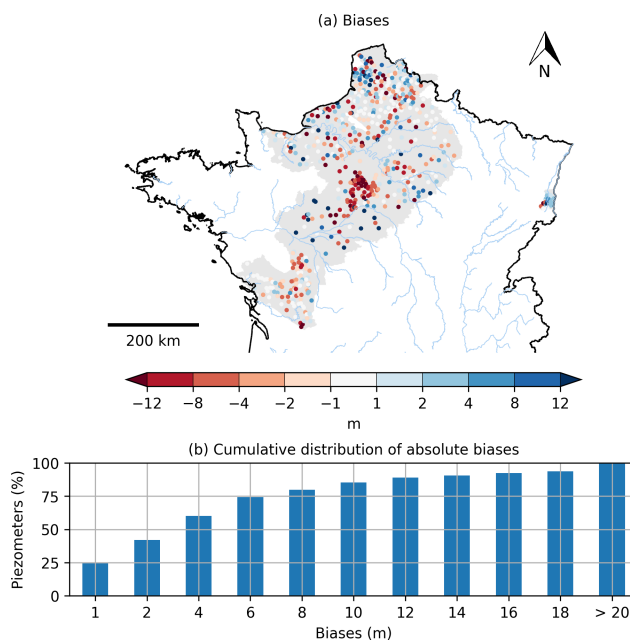 (a) Biases
N
200 km
−12 −8 −4 −2 −1 1 2 4 8 12
m
(b) Cumulative distribution of absolute biases
100
75
50
25
0
Piezometers (%)
1 2 4 6 8 10 12 14 16 18 > 20
Biases (m)